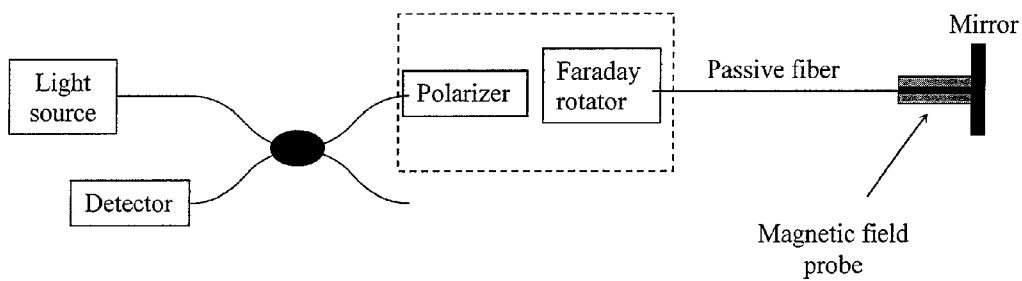 Mirror
Light
source
Polarizer
Faraday
rotator
Passive fiber
Detector
Magnetic field
probe